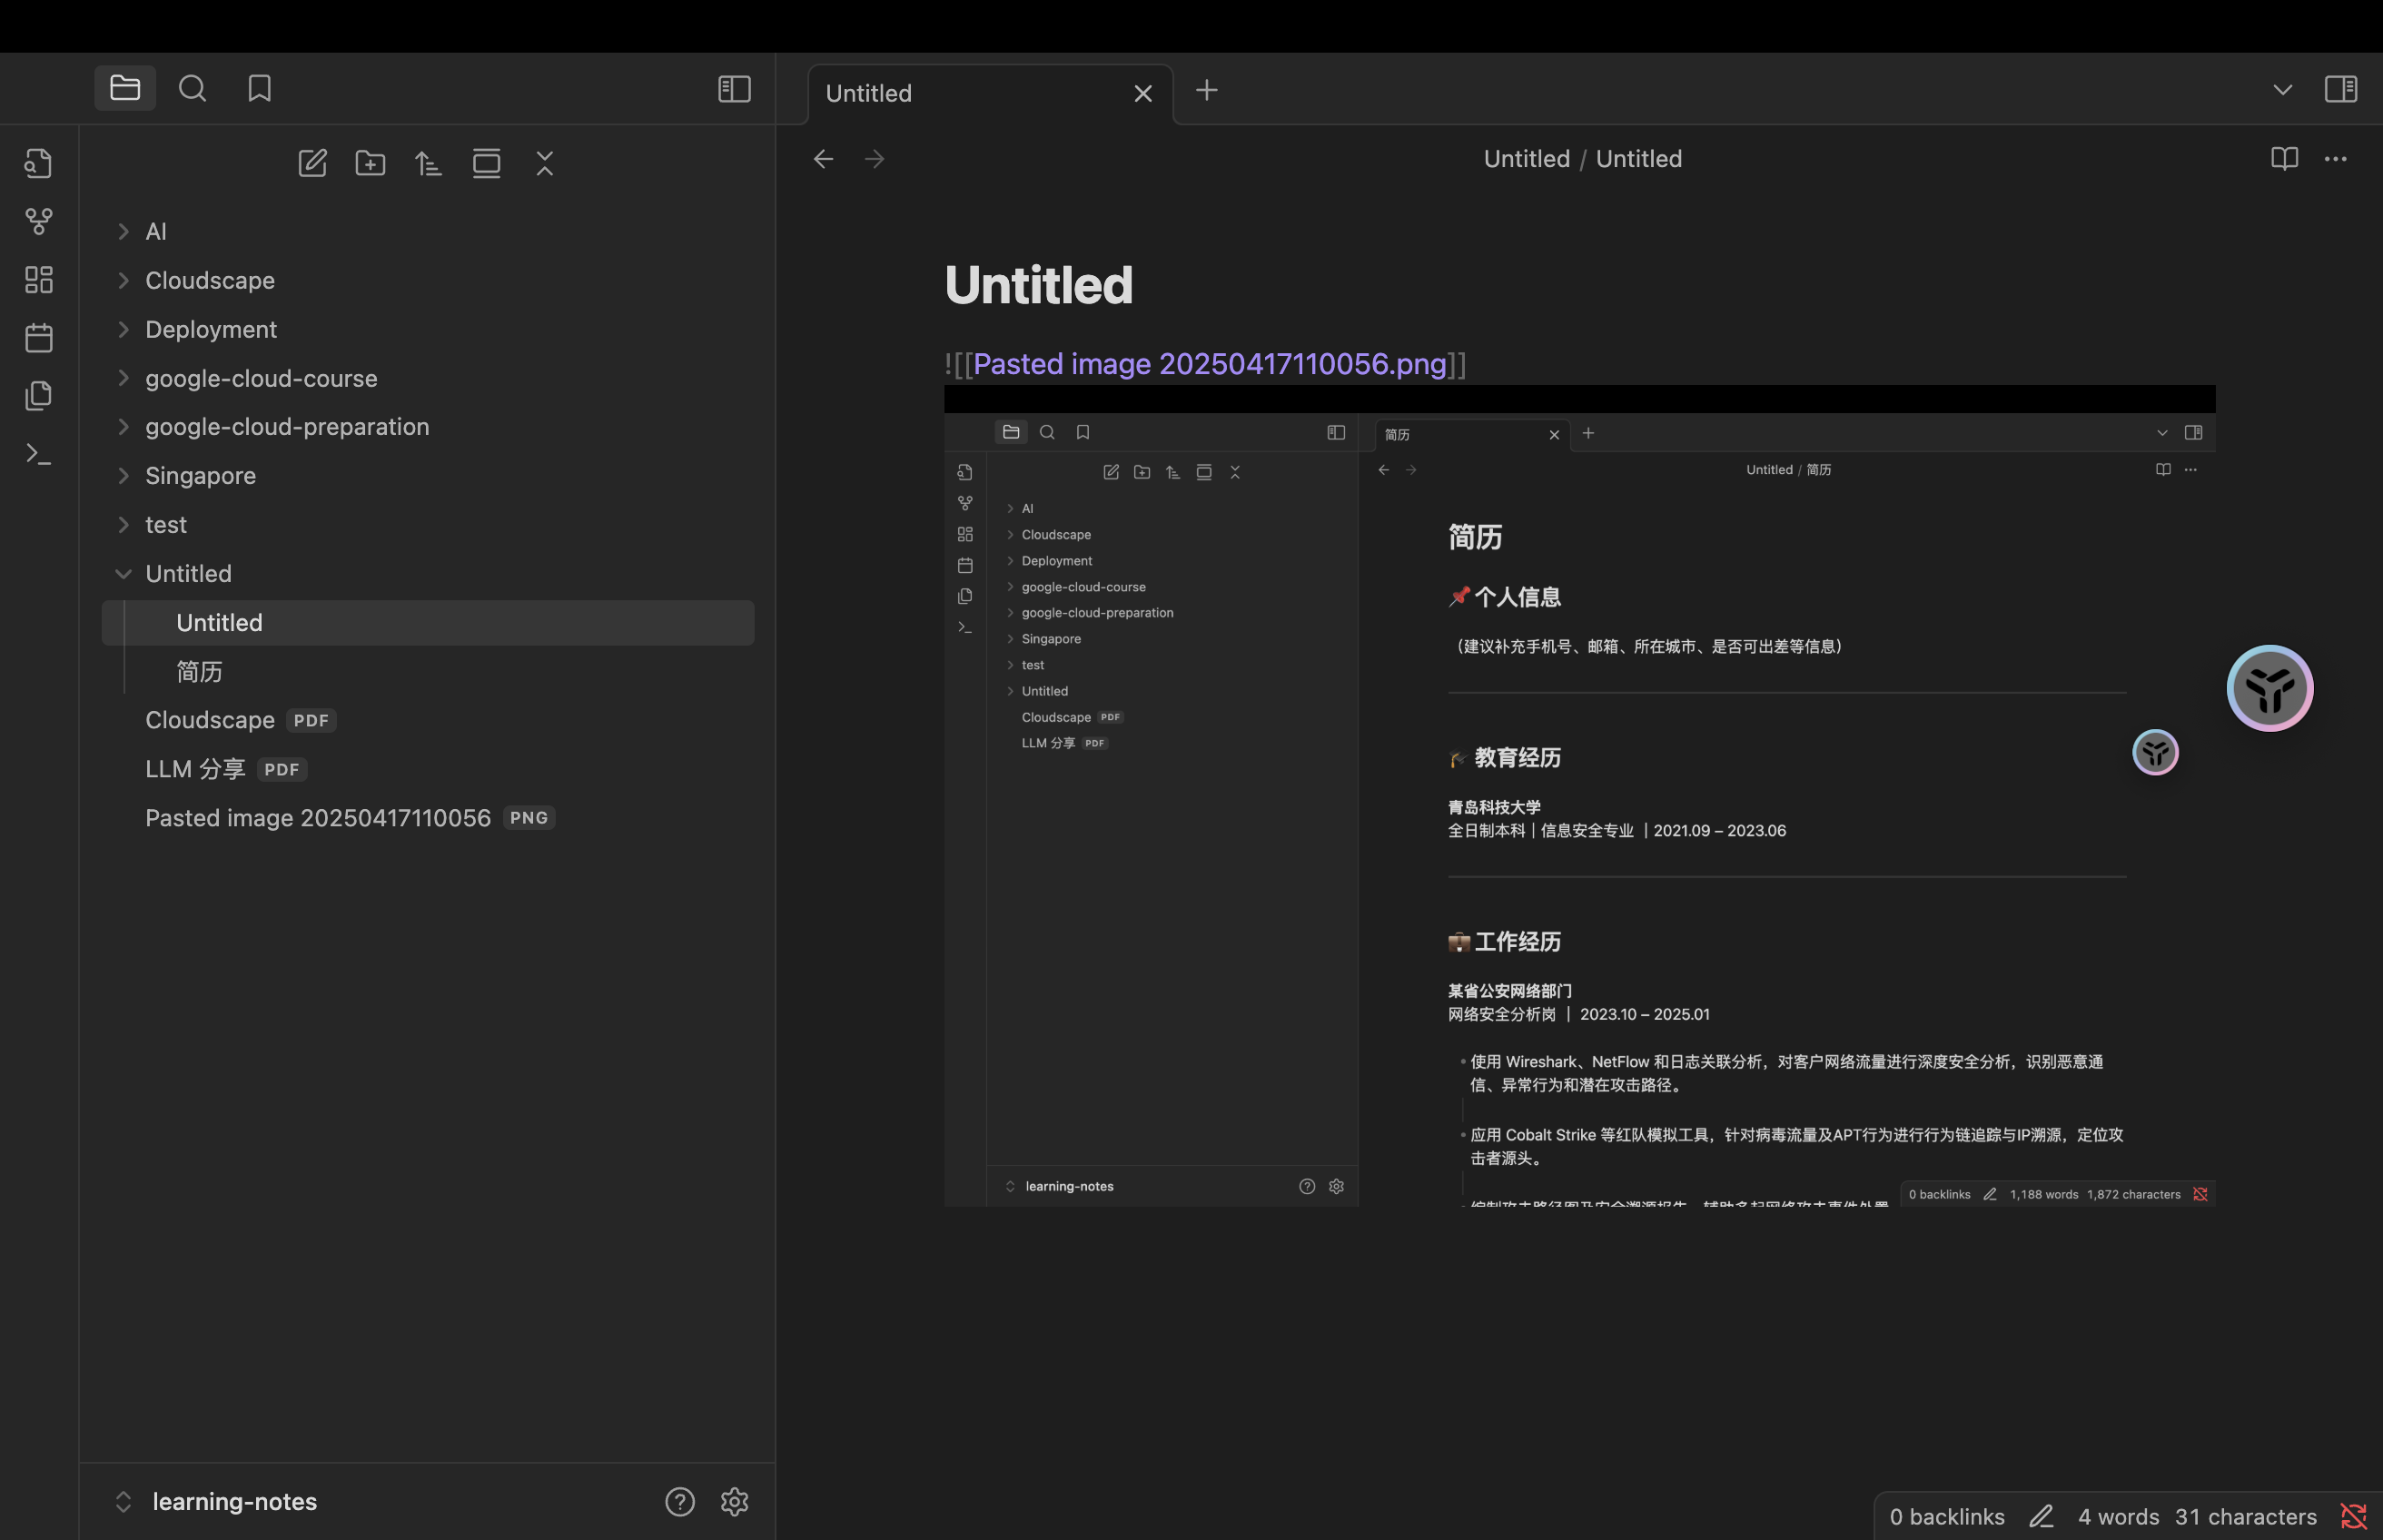 Untitled
Untitled / Untitled
AI
Cloudscape
Deployment
google-cloud-course
google-cloud-preparation
Singapore
test
Untitled
Untitled
简历
Cloudscape PDF
LLM 分享 PDF
Pasted image 20250417110056 PNG
learning-notes
Untitled
![[Pasted image 20250417110056.png]]
简历
Untitled / 简历
AI
Cloudscape
Deployment
google-cloud-course
google-cloud-preparation
Singapore
test
Untitled
Cloudscape PDF
LLM 分享 PDF
learning-notes
简历
个人信息
（建议补充手机号、邮箱、所在城市、是否可出差等信息）
教育经历
青岛科技大学
全日制本科 | 信息安全专业 | 2021.09 – 2023.06
工作经历
某省公安网络部门
网络安全分析岗 | 2023.10 – 2025.01
• 使用 Wireshark、NetFlow 和日志关联分析，对客户网络流量进行深度安全分析，识别恶意通
信、异常行为和潜在攻击路径。
• 应用 Cobalt Strike 等红队模拟工具，针对病毒流量及APT行为进行行为链追踪与IP溯源，定位攻
击者源头。
0 backlinks 1,188 words 1,872 characters
0 backlinks 4 words 31 characters